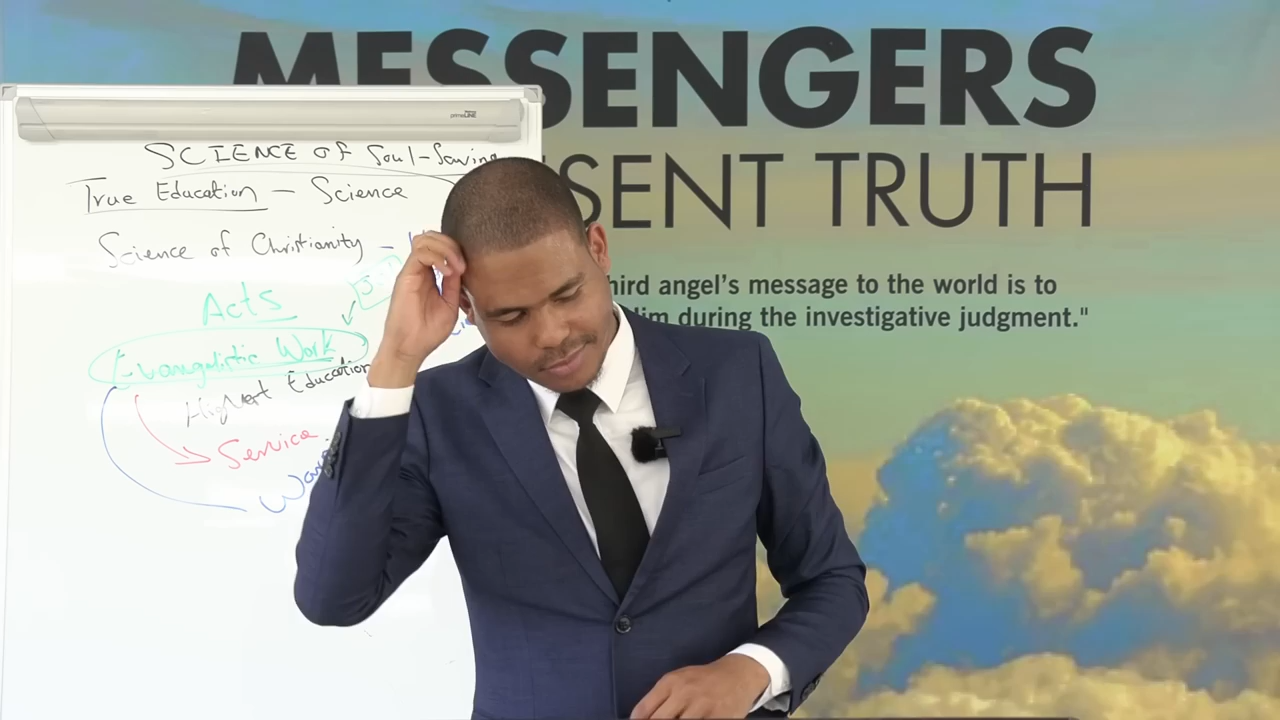 MESSENGERS
SENT TRUTH
hird angel's message to the world is to
im during the investigative judgment."
SCIENCE OF Soul-Saving
True Education – Science
Science of Christianity –
Acts
Evangelistic Work
Highest Education
Service